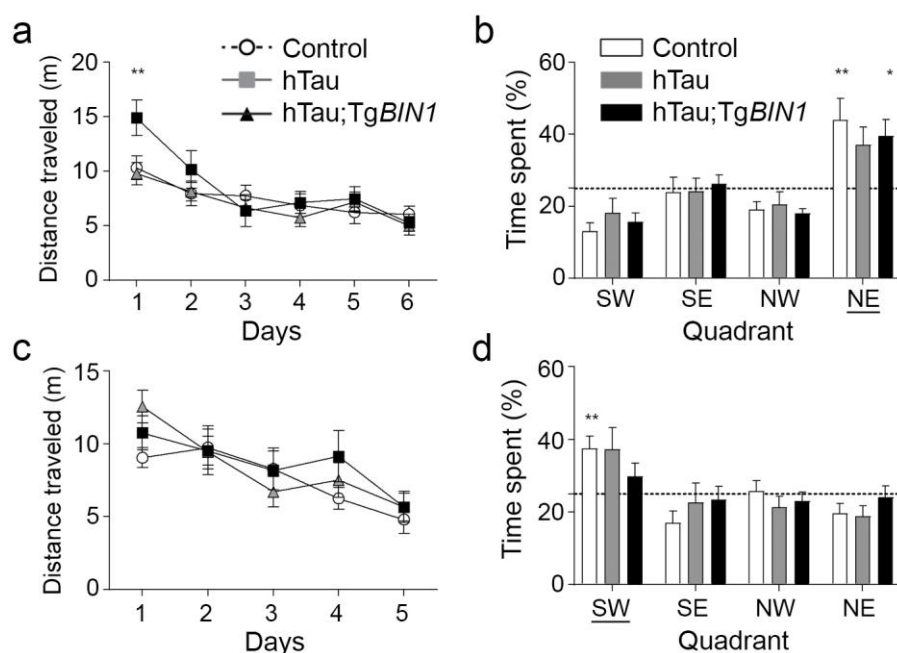 a
Distance traveled (m)
20
15
10
5
0
**
Control
hTau
hTau;TgBIN1
1 2 3 4 5 6
Days
b
Time spent (%)
60
40
20
0
Control
hTau
hTau;TgBIN1
** *
SW SE NW NE
Quadrant
c
Distance traveled (m)
15
10
5
0
1 2 3 4 5
Days
d
Time spent (%)
60
40
20
0
**
SW SE NW NE
Quadrant